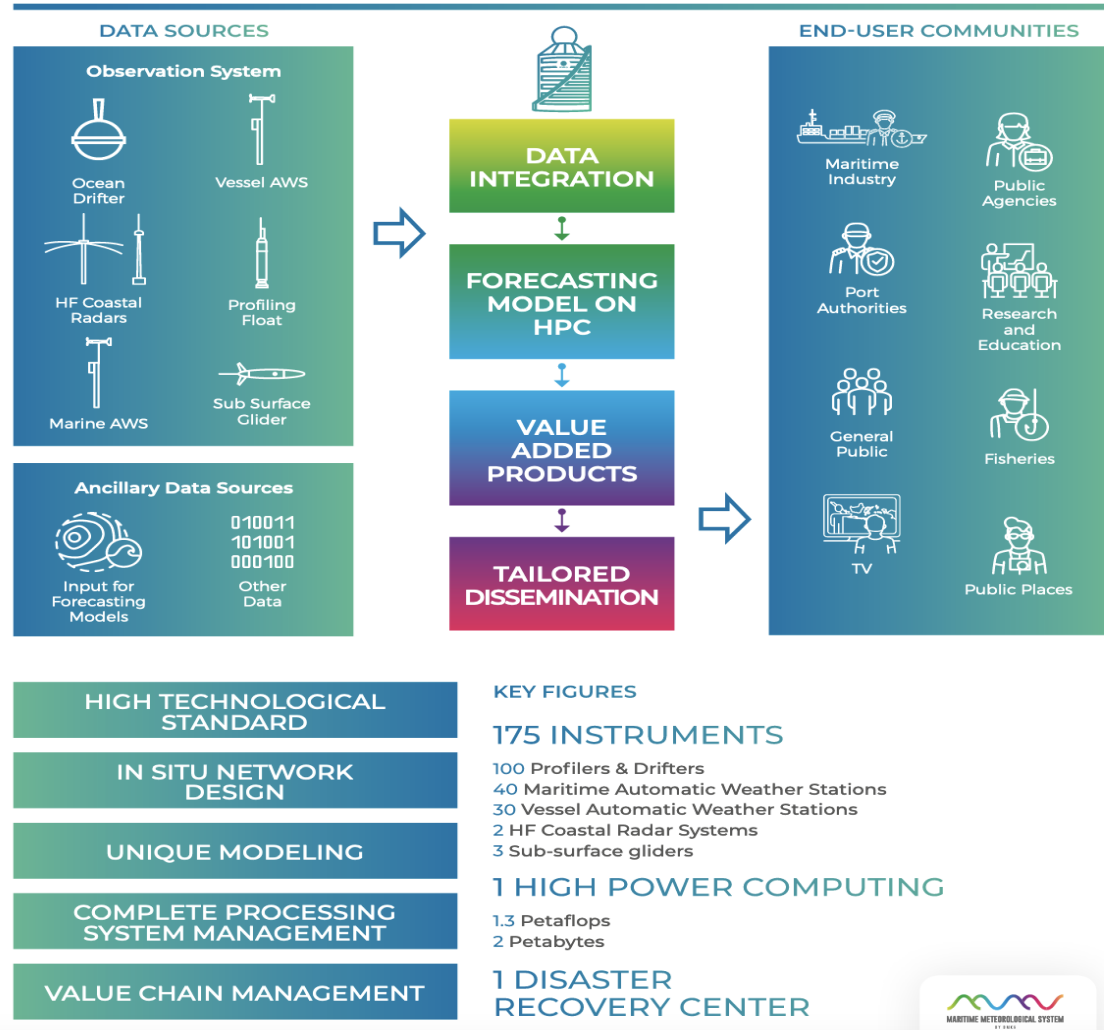 DATA SOURCES
Observation System
Ocean
Drifter
Vessel AWS
HF Coastal
Radars
Profiling
Float
Marine AWS
Sub Surface
Glider
Ancillary Data Sources
Input for
Forecasting
Models
010011
101001
000100
Other
Data
DATA
INTEGRATION
FORECASTING
MODEL ON
HPC
VALUE
ADDED
PRODUCTS
TAILORED
DISSEMINATION
END-USER COMMUNITIES
Maritime
Industry
Public
Agencies
Port
Authorities
Research
and
Education
General
Public
Fisheries
TV
Public Places
HIGH TECHNOLOGICAL
STANDARD
IN SITU NETWORK
DESIGN
UNIQUE MODELING
COMPLETE PROCESSING
SYSTEM MANAGEMENT
VALUE CHAIN MANAGEMENT
KEY FIGURES
175 INSTRUMENTS
100 Profilers & Drifters
40 Maritime Automatic Weather Stations
30 Vessel Automatic Weather Stations
2 HF Coastal Radar Systems
3 Sub-surface gliders
1 HIGH POWER COMPUTING
1.3 Petaflops
2 Petabytes
1 DISASTER
RECOVERY CENTER
MARITIME METEOROLOGICAL SYSTEM